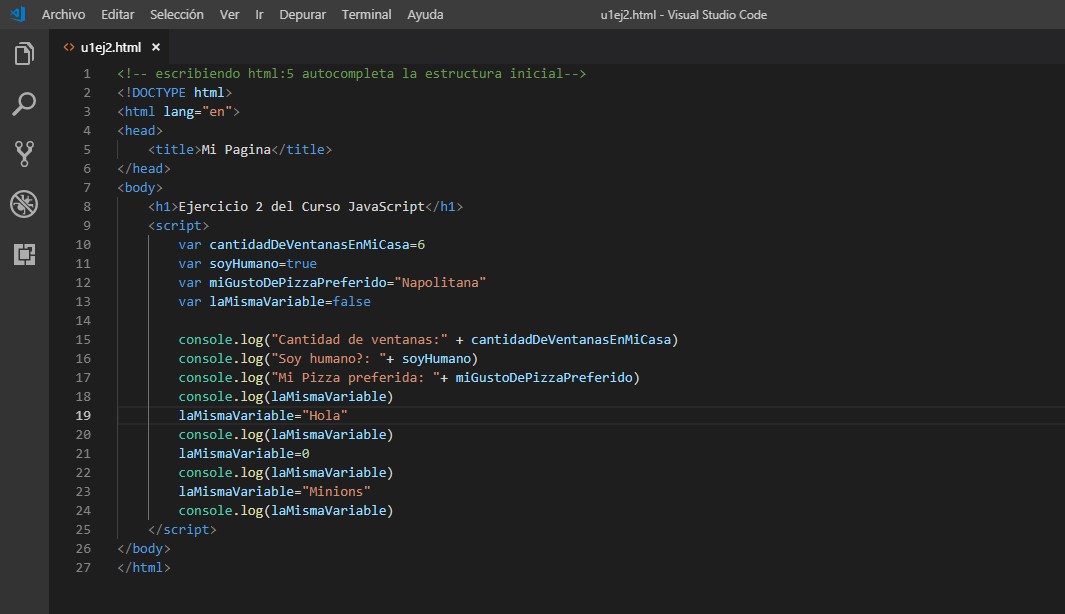 Archivo Editar Selección Ver Ir Depurar Terminal Ayuda u1ej2.html - Visual Studio Code
<> u1ej2.html ×
1 <!-- escribiendo html:5 autocompleta la estructura inicial-->
2 <!DOCTYPE html>
3 <html lang="en">
4 <head>
5 <title>Mi Pagina</title>
6 </head>
7 <body>
8 <h1>Ejercicio 2 del Curso JavaScript</h1>
9 <script>
10 var cantidadDeVentanasEnMiCasa=6
11 var soyHumano=true
12 var miGustoDePizzaPreferido="Napolitana"
13 var laMismaVariable=false
14
15 console.log("Cantidad de ventanas:" + cantidadDeVentanasEnMiCasa)
16 console.log("Soy humano?: "+ soyHumano)
17 console.log("Mi Pizza preferida: "+ miGustoDePizzaPreferido)
18 console.log(laMismaVariable)
19 laMismaVariable="Hola"
20 console.log(laMismaVariable)
21 laMismaVariable=0
22 console.log(laMismaVariable)
23 laMismaVariable="Minions"
24 console.log(laMismaVariable)
25 </script>
26 </body>
27 </html>